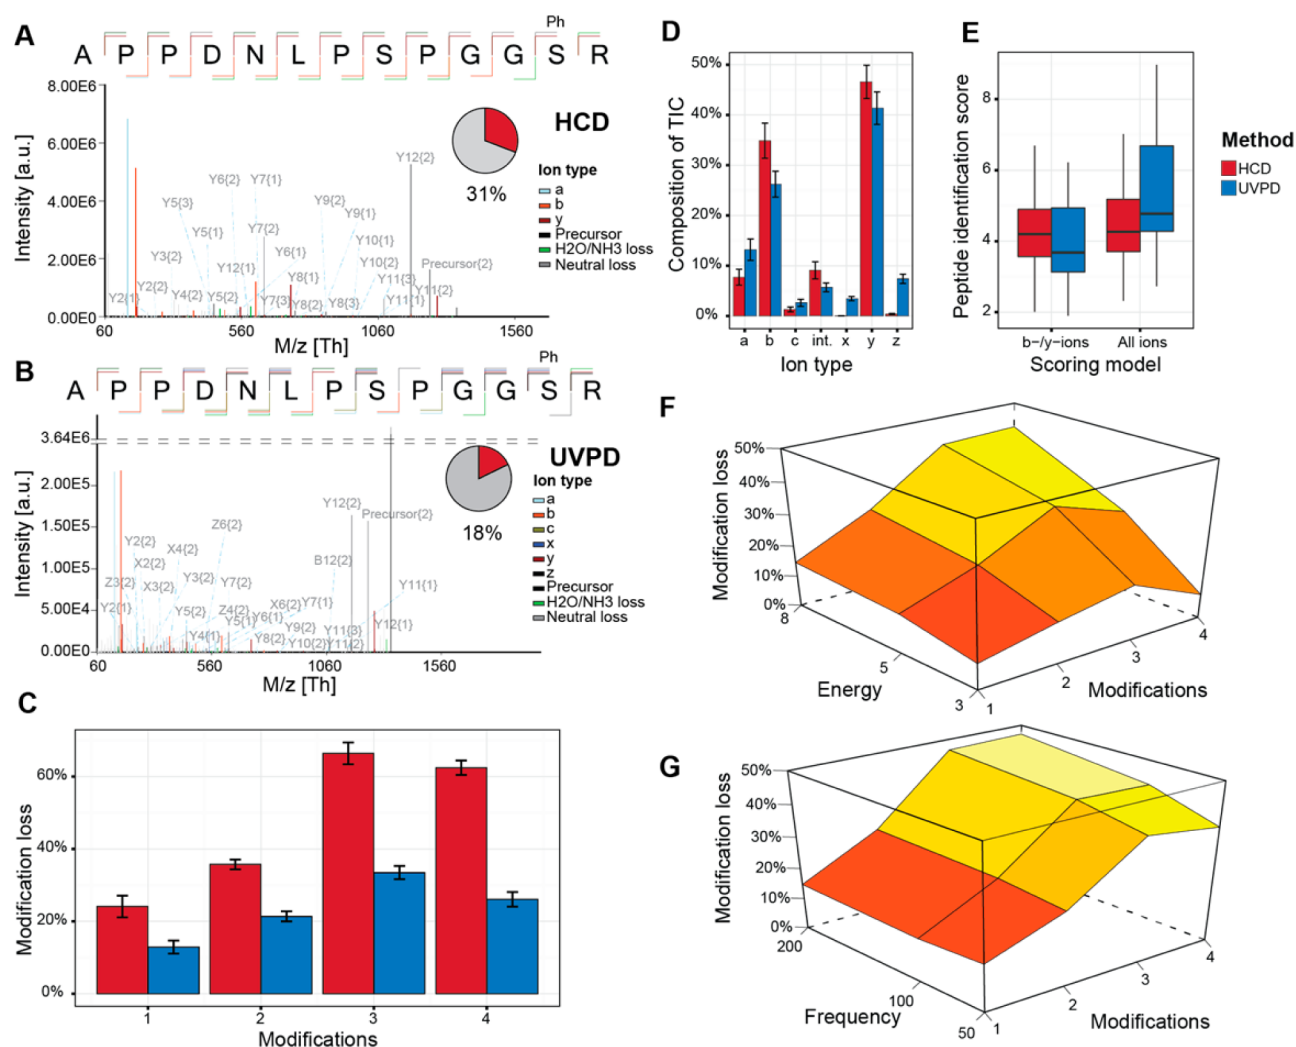 A
Ph
A P P D N L P S P G G S R
8.00E6
6.00E6
4.00E6
2.00E6
0.00E0
Intensity [a.u.]
60 560 1060 1560
M/z [Th]
HCD
31%
Ion type
a
b
y
Precursor
H2O/NH3 loss
Neutral loss
Y12{2}
Y6{2}
Y7{1}
Y5{3}
Y9{2}
Y9{1}
Y5{1}
Y7{2}
Y10{1}
Y3{2}
Y12{1}
Y6{1}
Y10{2}
Precursor{2}
Y2{2}
Y8{1}
Y11{3}
Y2{1}
Y4{2}
Y5{2}
Y7{3}
Y8{2}
Y8{3}
Y11{1}
Y11{2}
B
Ph
A P P D N L P S P G G S R
3.64E6
2.00E5
1.50E5
1.00E5
5.00E4
0.00E0
Intensity [a.u.]
60 560 1060 1560
M/z [Th]
UVPD
18%
Ion type
a
b
c
x
y
z
Precursor
H2O/NH3 loss
Neutral loss
Y12{2}
Precursor{2}
Z6{2}
Y2{2}
X4{2}
X2{2}
B12{2}
Z3{2}
X3{2}
Y3{2}
Y7{2}
Y11{1}
Y2{1}
Y5{2}
Z4{2}
X6{2}
Y7{1}
Y5{1}
Y6{1}
Y12{1}
Y4{1}
Y8{2}
Y9{2}
Y11{3}
Y10{2}
Y11{2}
C
60%
40%
20%
0%
Modification loss
1 2 3 4
Modifications
D
50%
40%
30%
20%
10%
0%
Composition of TIC
a b c int. x y z
Ion type
E
8
6
4
2
Peptide identification score
b-/y-ions All ions
Scoring model
Method
HCD
UVPD
F
50%
40%
30%
20%
10%
0%
Modification loss
8
5
3
Energy
1
2
3
4
Modifications
G
50%
40%
30%
20%
10%
0%
Modification loss
200
100
50
Frequency
1
2
3
4
Modifications